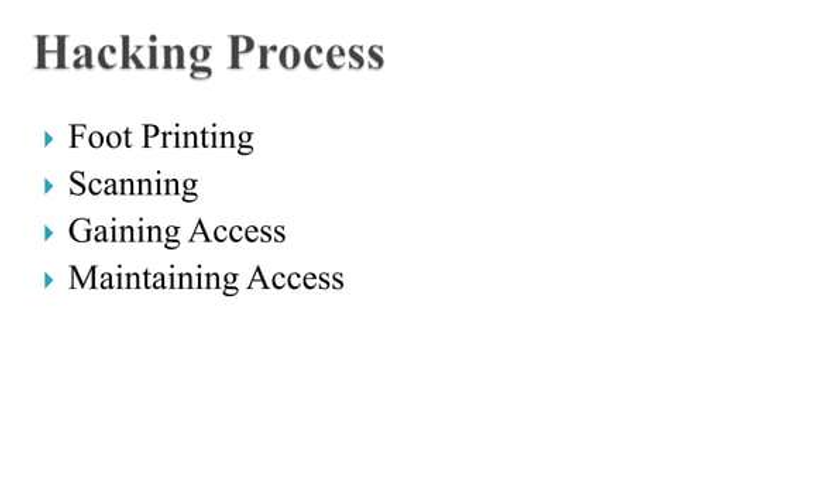 Hacking Process
Foot Printing
Scanning
Gaining Access
Maintaining Access